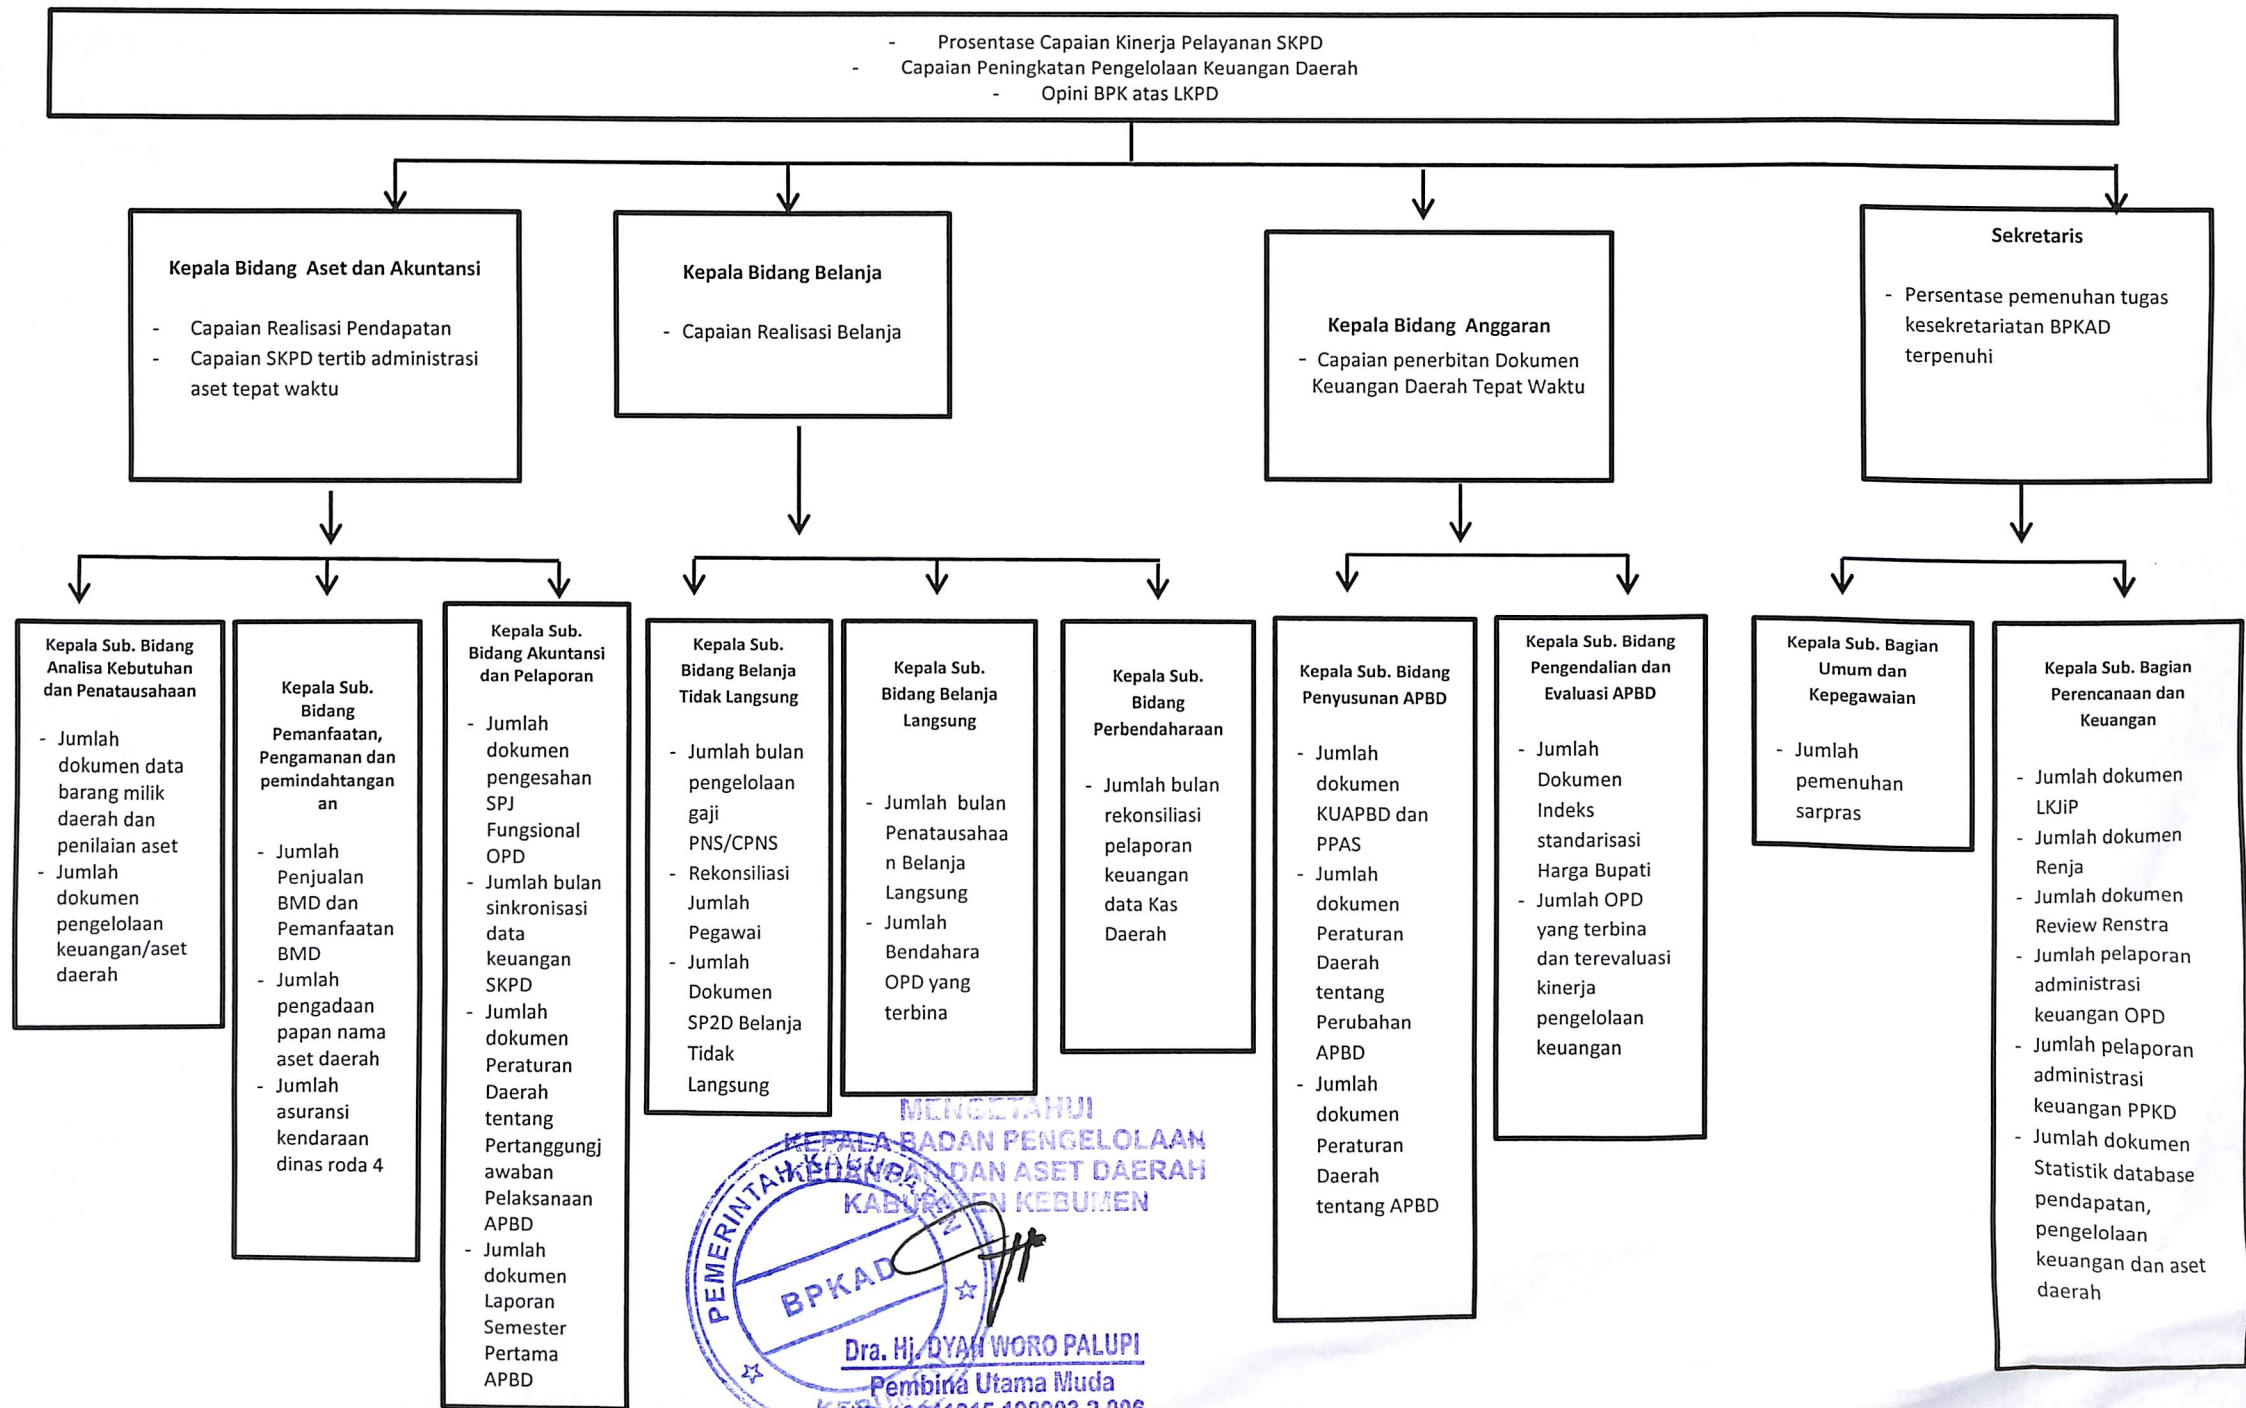 - Prosentase Capaian Kinerja Pelayanan SKPD
- Capaian Peningkatan Pengelolaan Keuangan Daerah
- Opini BPK atas LKPD
Kepala Bidang Aset dan Akuntansi
- Capaian Realisasi Pendapatan
- Capaian SKPD tertib administrasi
aset tepat waktu
Kepala Bidang Belanja
- Capaian Realisasi Belanja
Kepala Bidang Anggaran
- Capaian penerbitan Dokumen
Keuangan Daerah Tepat Waktu
Sekretaris
- Persentase pemenuhan tugas
kesekretariatan BPKAD
terpenuhi
Kepala Sub. Bidang
Analisa Kebutuhan
dan Penatausahaan
- Jumlah
dokumen data
barang milik
daerah dan
penilaian aset
- Jumlah
dokumen
pengelolaan
keuangan/aset
daerah
Kepala Sub.
Bidang
Pemanfaatan,
Pengamanan dan
pemindahtangan
an
- Jumlah
Penjualan
BMD dan
Pemanfaatan
BMD
- Jumlah
pengadaan
papan nama
aset daerah
- Jumlah
asuransi
kendaraan
dinas roda 4
Kepala Sub.
Bidang Akuntansi
dan Pelaporan
- Jumlah
dokumen
pengesahan
SPJ
Fungsional
OPD
- Jumlah bulan
sinkronisasi
data
keuangan
SKPD
- Jumlah
dokumen
Peraturan
Daerah
tentang
Pertanggungj
awaban
Pelaksanaan
APBD
- Jumlah
dokumen
Laporan
Semester
Pertama
APBD
Kepala Sub.
Bidang Belanja
Tidak Langsung
- Jumlah bulan
pengelolaan
gaji
PNS/CPNS
- Rekonsiliasi
Jumlah
Pegawai
- Jumlah
Dokumen
SP2D Belanja
Tidak
Langsung
Kepala Sub.
Bidang Belanja
Langsung
- Jumlah bulan
Penatausahaa
n Belanja
Langsung
- Jumlah
Bendahara
OPD yang
terbina
Kepala Sub.
Bidang
Perbendaharaan
- Jumlah bulan
rekonsiliasi
pelaporan
keuangan
data Kas
Daerah
Kepala Sub. Bidang
Penyusunan APBD
- Jumlah
dokumen
KUAPBD dan
PPAS
- Jumlah
dokumen
Peraturan
Daerah
tentang
Perubahan
APBD
- Jumlah
dokumen
Peraturan
Daerah
tentang APBD
Kepala Sub. Bidang
Pengendalian dan
Evaluasi APBD
- Jumlah
Dokumen
Indeks
standarisasi
Harga Bupati
- Jumlah OPD
yang terbina
dan terevaluasi
kinerja
pengelolaan
keuangan
Kepala Sub. Bagian
Umum dan
Kepegawaian
- Jumlah
pemenuhan
sarpras
Kepala Sub. Bagian
Perencanaan dan
Keuangan
- Jumlah dokumen
LKJiP
- Jumlah dokumen
Renja
- Jumlah dokumen
Review Renstra
- Jumlah pelaporan
administrasi
keuangan OPD
- Jumlah pelaporan
administrasi
keuangan PPKD
- Jumlah dokumen
Statistik database
pendapatan,
pengelolaan
keuangan dan aset
daerah
MENGETAHUI
KEPALA BADAN PENGELOLAAN
KEUANGAN DAN ASET DAERAH
KABUPATEN KEBUMEN
PEMERINTAH KABUPATEN
BPKAD
Dra. Hj. DYAH WORO PALUPI
Pembina Utama Muda